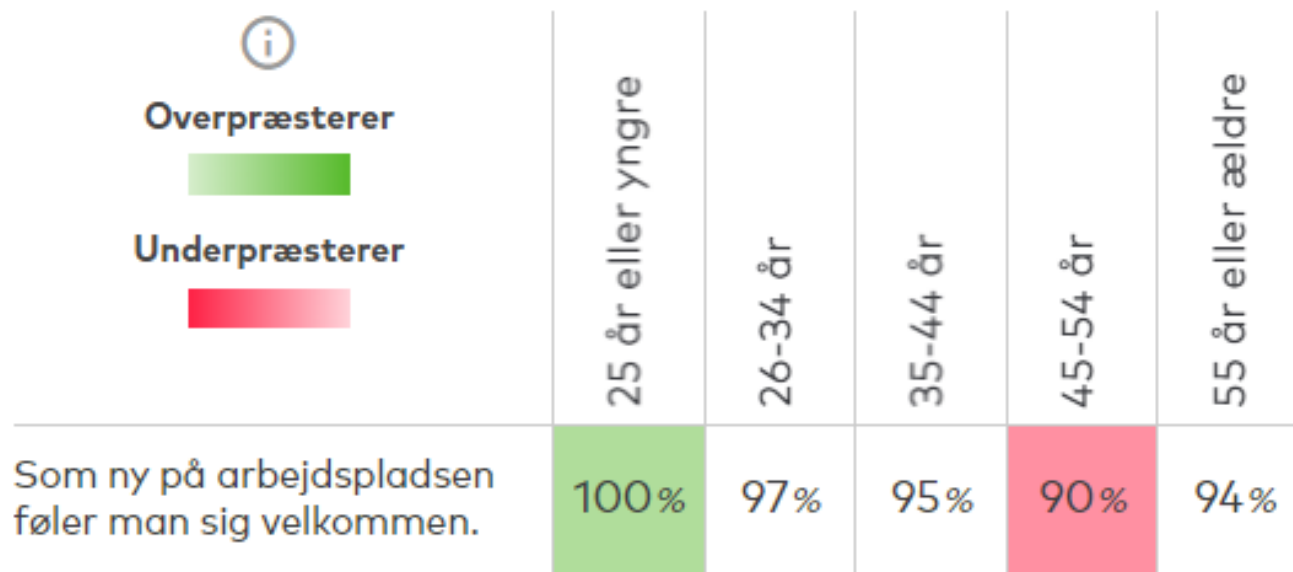 i
Overpræsterer
Underpræsterer
25 år eller yngre
26-34 år
35-44 år
45-54 år
55 år eller ældre
Som ny på arbejdspladsen
føler man sig velkommen.
100% 97% 95% 90% 94%